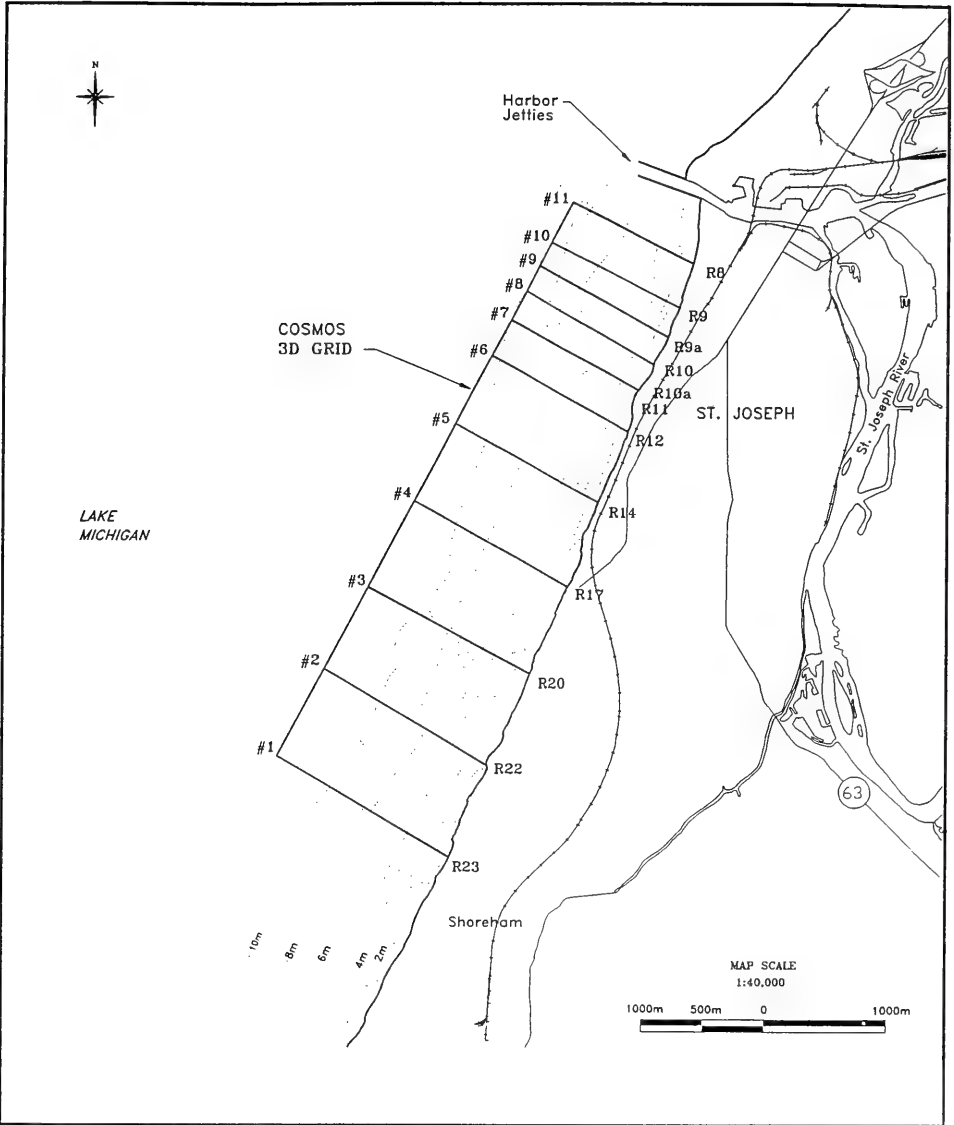 N
Harbor
Jetties
#11
#10
#9
#8
#7
#6
#5
#4
#3
#2
#1
COSMOS
3D GRID
R8
R9
R9a
R10
R10a
R11
R12
R14
R17
R20
R22
R23
ST. JOSEPH
St. Joseph River
LAKE
MICHIGAN
63
Shoreham
10m
8m
6m
4m
2m
MAP SCALE
1:40,000
1000m 500m 0 1000m